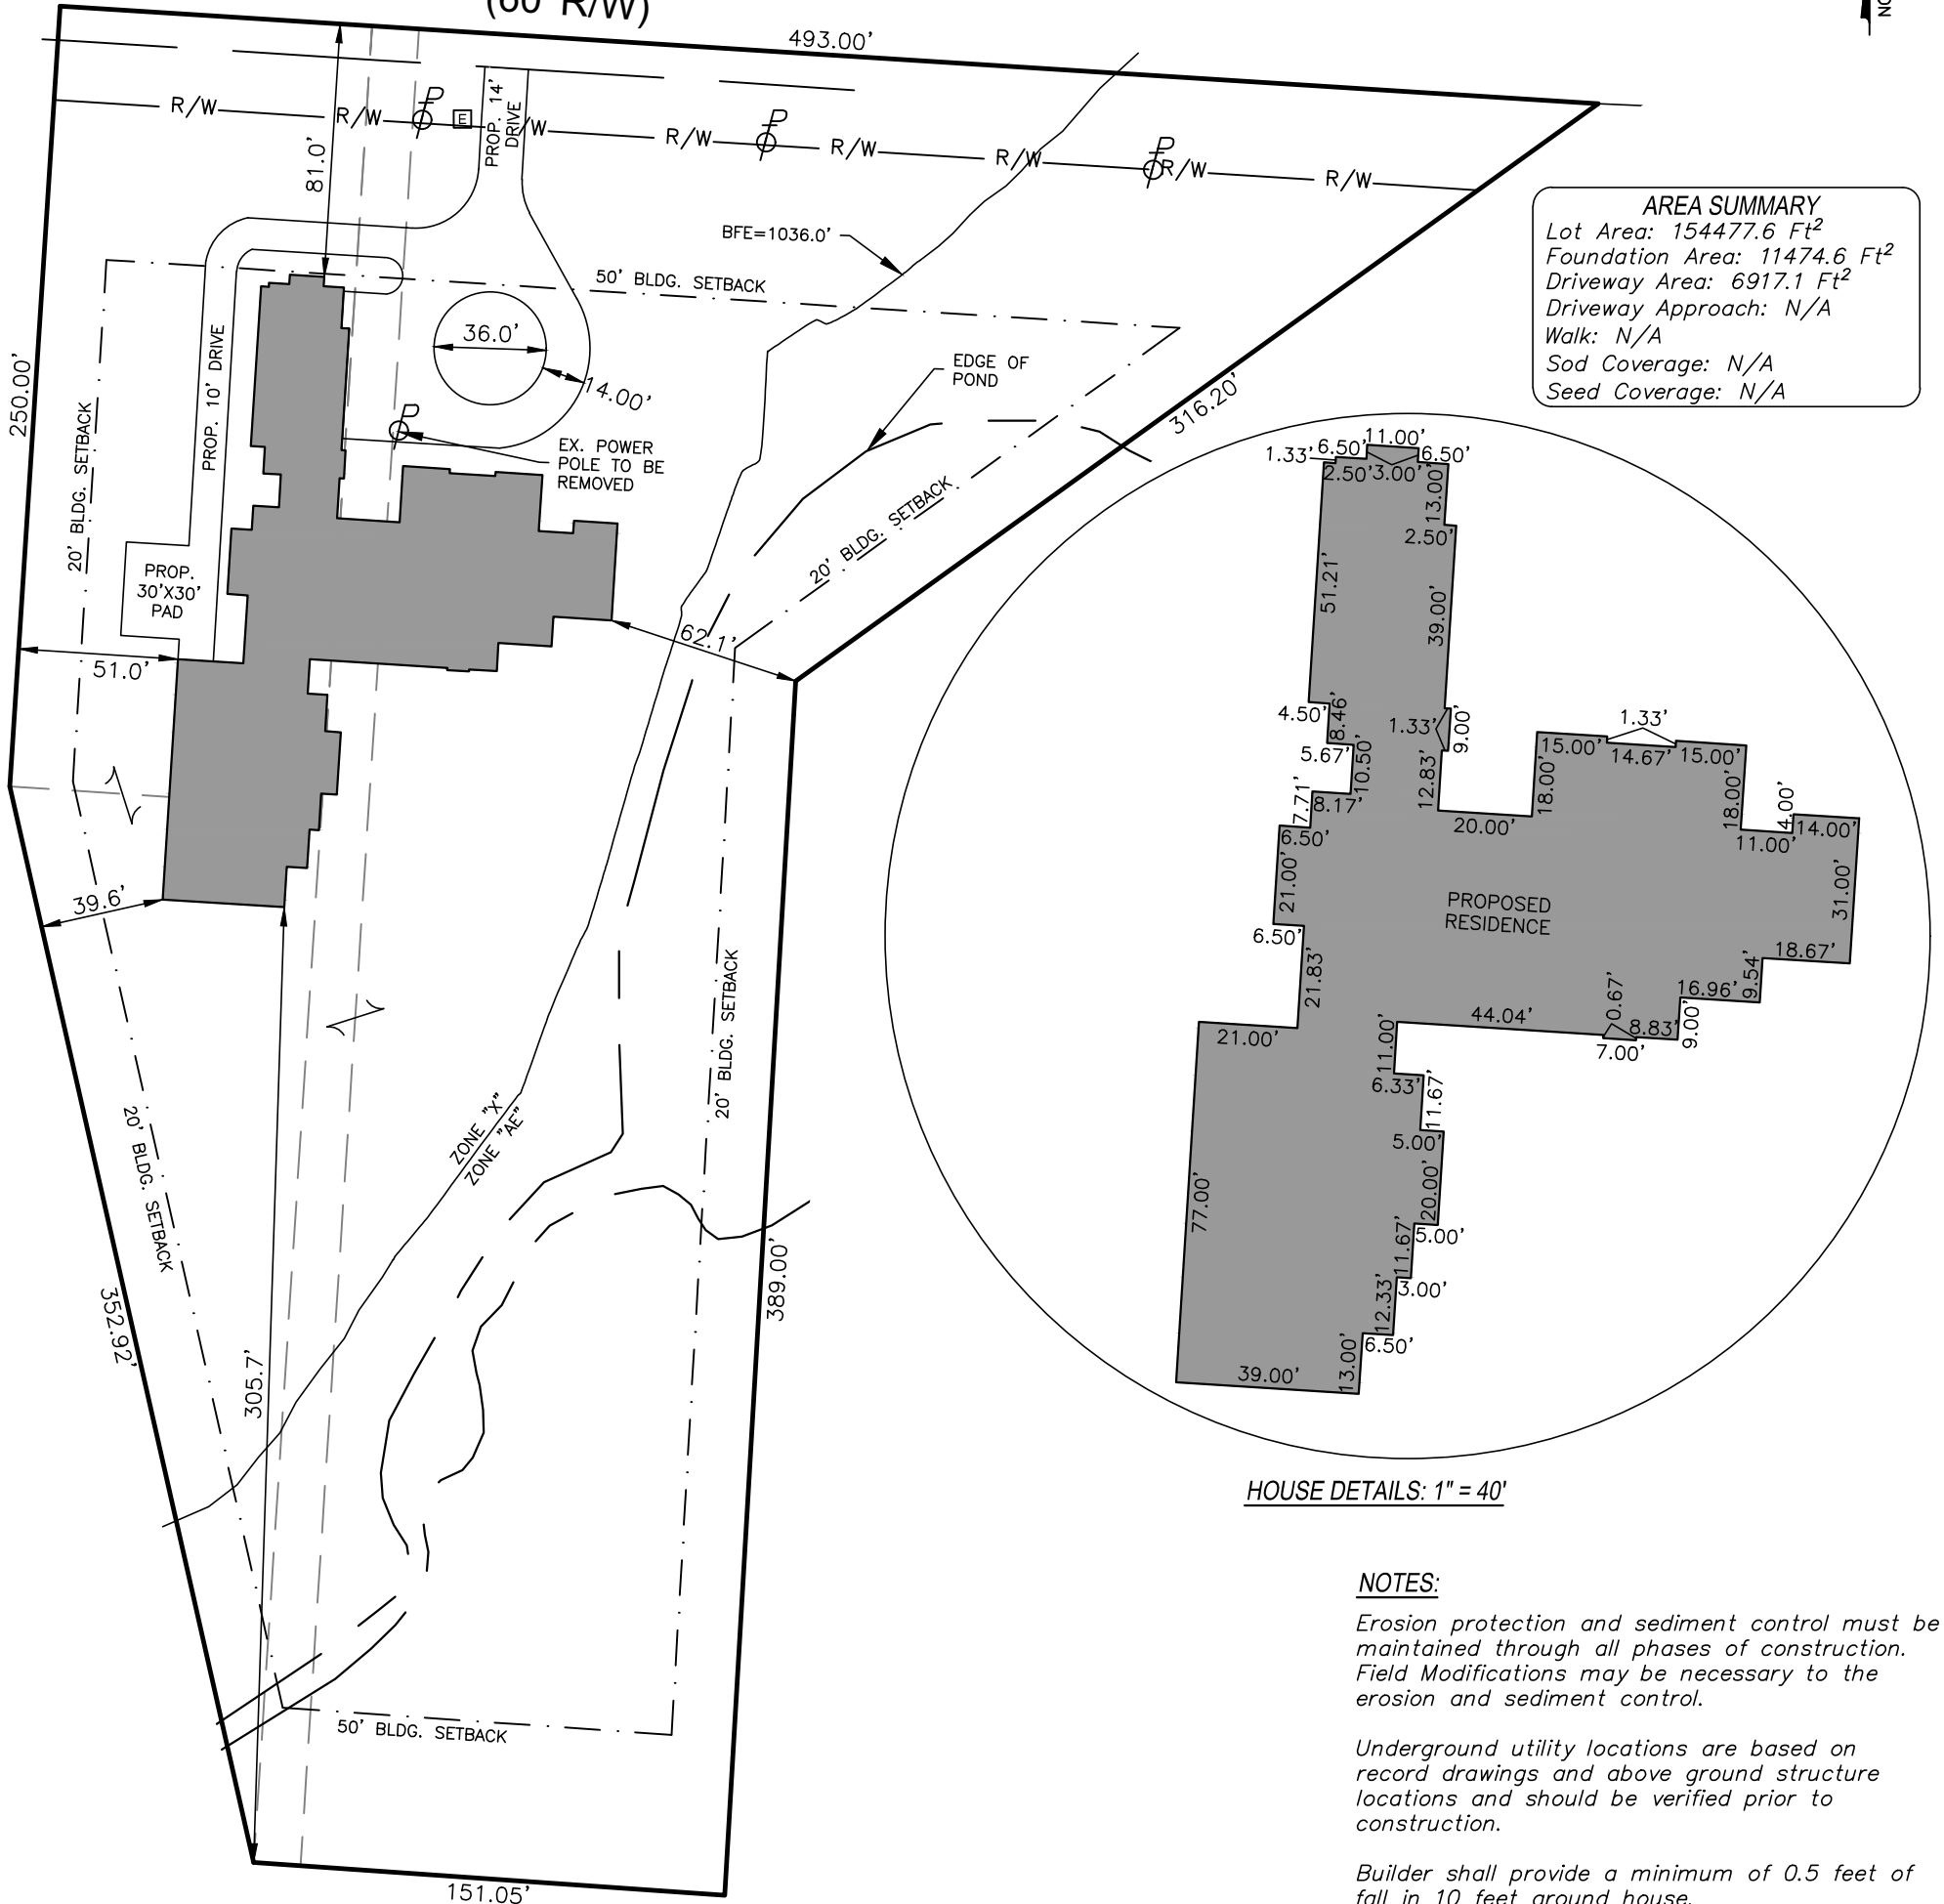 (60' R/W)
NO
493.00'
R/W
R/W
R/W
R/W
R/W
R/W
R/W
R/W
E
PROP. 14'
DRIVE
81.0'
BFE=1036.0'
50' BLDG. SETBACK
AREA SUMMARY
Lot Area: 154477.6 Ft²
Foundation Area: 11474.6 Ft²
Driveway Area: 6917.1 Ft²
Driveway Approach: N/A
Walk: N/A
Sod Coverage: N/A
Seed Coverage: N/A
250.00'
20' BLDG. SETBACK
PROP. 10' DRIVE
36.0'
14.00'
EDGE OF
POND
316.20'
EX. POWER
POLE TO BE
REMOVED
20' BLDG. SETBACK
PROP.
30'X30'
PAD
51.0'
62.1'
39.6'
20' BLDG. SETBACK
ZONE "X"
ZONE "AE"
20' BLDG. SETBACK
352.92'
305.7'
389.00'
50' BLDG. SETBACK
151.05'
1.33'
6.50'
11.00'
6.50'
2.50'
3.00'
13.00'
2.50'
51.21'
39.00'
4.50'
8.46'
1.33'
9.00'
5.67'
10.50'
12.83'
7.71'
8.17'
6.50'
20.00'
18.00'
15.00'
1.33'
14.67'
15.00'
18.00'
4.00'
11.00'
14.00'
21.00'
31.00'
PROPOSED
RESIDENCE
6.50'
21.83'
18.67'
9.54'
16.96'
0.67'
8.83'
9.00'
7.00'
44.04'
21.00'
11.00'
6.33'
11.67'
5.00'
77.00'
20.00'
5.00'
11.67'
3.00'
12.33'
6.50'
13.00'
39.00'
HOUSE DETAILS: 1" = 40'
NOTES:
Erosion protection and sediment control must be
maintained through all phases of construction.
Field Modifications may be necessary to the
erosion and sediment control.
Underground utility locations are based on
record drawings and above ground structure
locations and should be verified prior to
construction.
Builder shall provide a minimum of 0.5 feet of
fall in 10 feet around house.